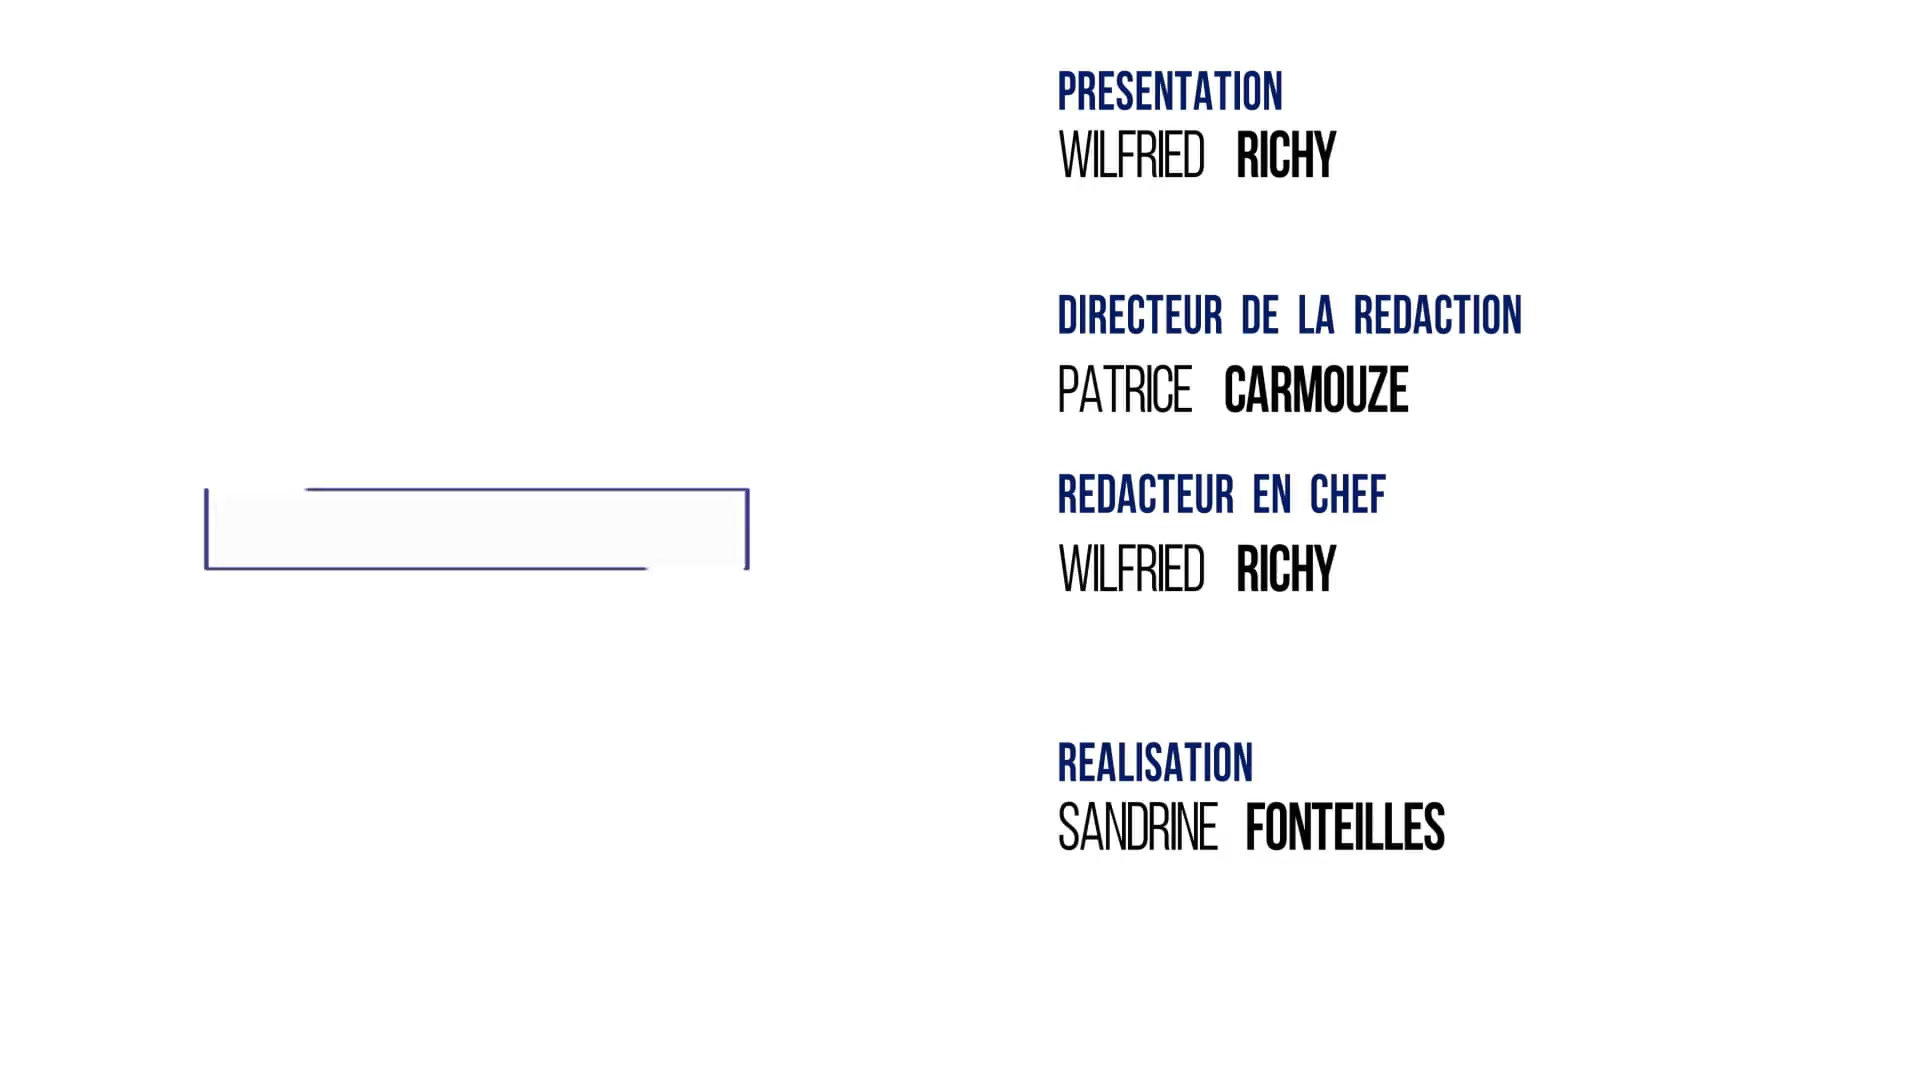 PRESENTATION
WILFRIED RICHY
DIRECTEUR DE LA REDACTION
PATRICE CARMOUZE
REDACTEUR EN CHEF
WILFRIED RICHY
REALISATION
SANDRINE FONTEILLES